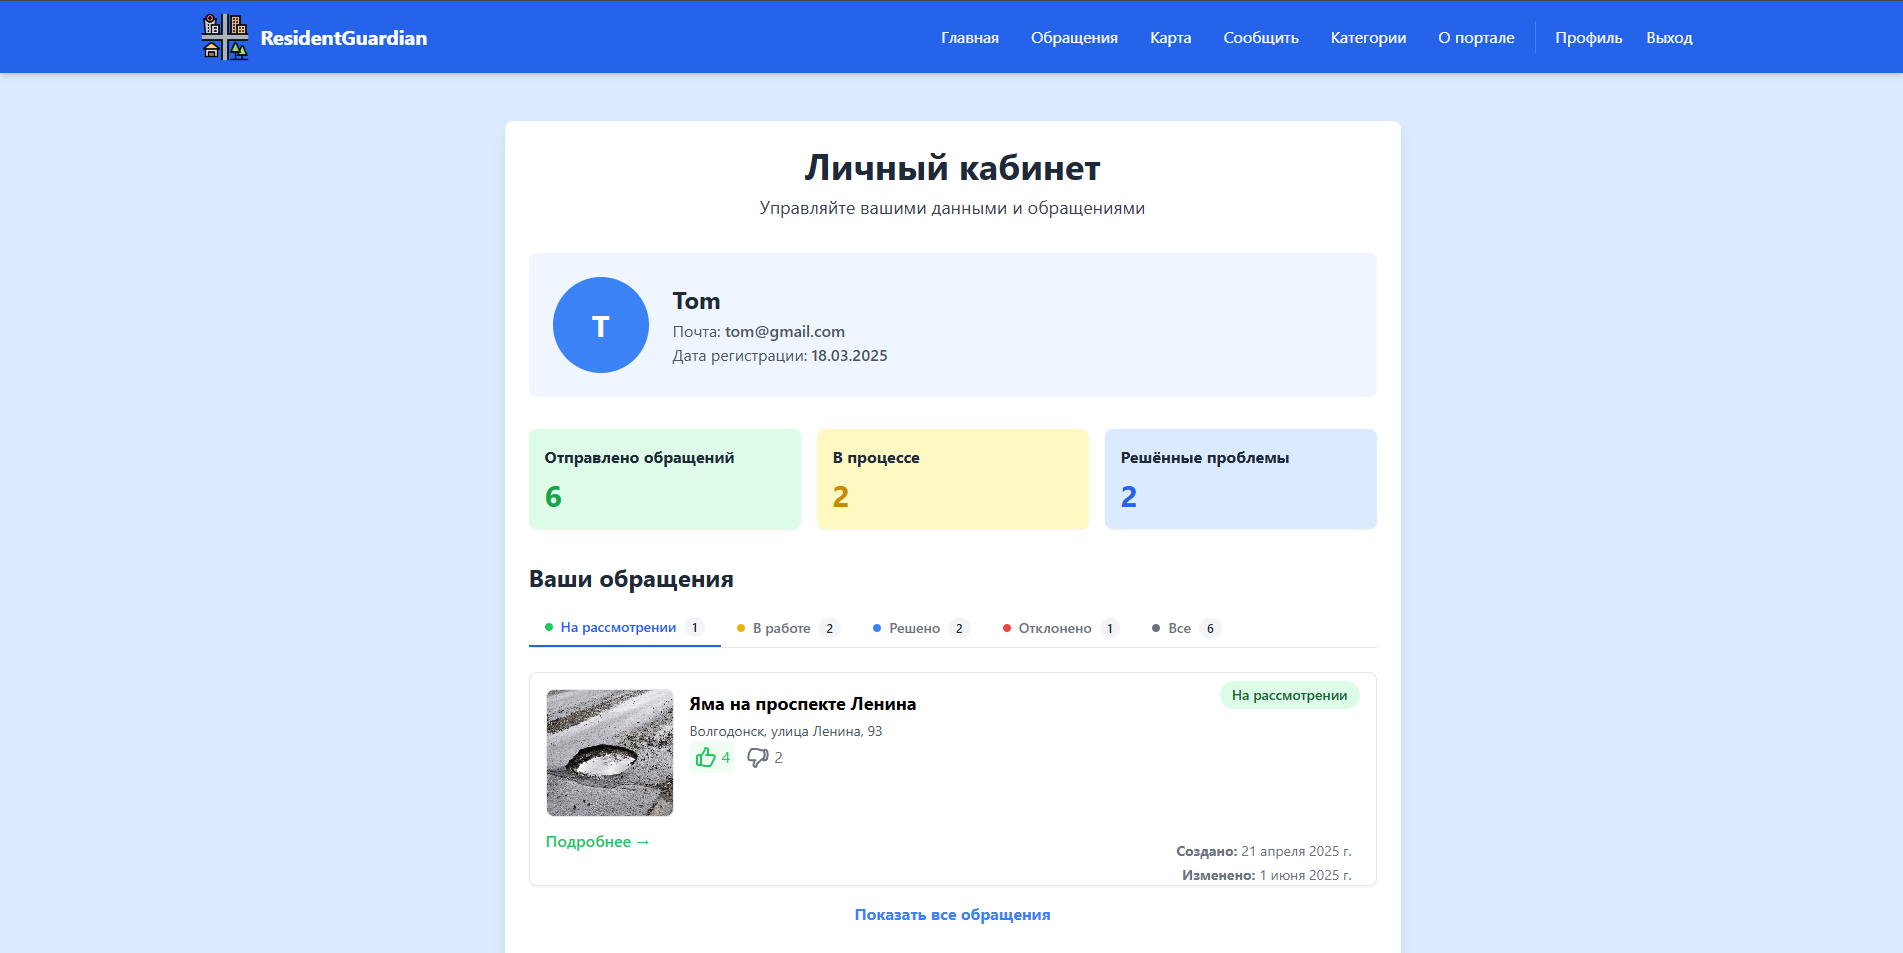 ResidentGuardian
Главная Обращения Карта Сообщить Категории О портале Профиль Выход
Личный кабинет
Управляйте вашими данными и обращениями
T
Tom
Почта: tom@gmail.com
Дата регистрации: 18.03.2025
Отправлено обращений
6
В процессе
2
Решённые проблемы
2
Ваши обращения
На рассмотрении 1 В работе 2 Решено 2 Отклонено 1 Все 6
Яма на проспекте Ленина
На рассмотрении
Волгодонск, улица Ленина, 93
4 2
Подробнее →
Создано: 21 апреля 2025 г.
Изменено: 1 июня 2025 г.
Показать все обращения